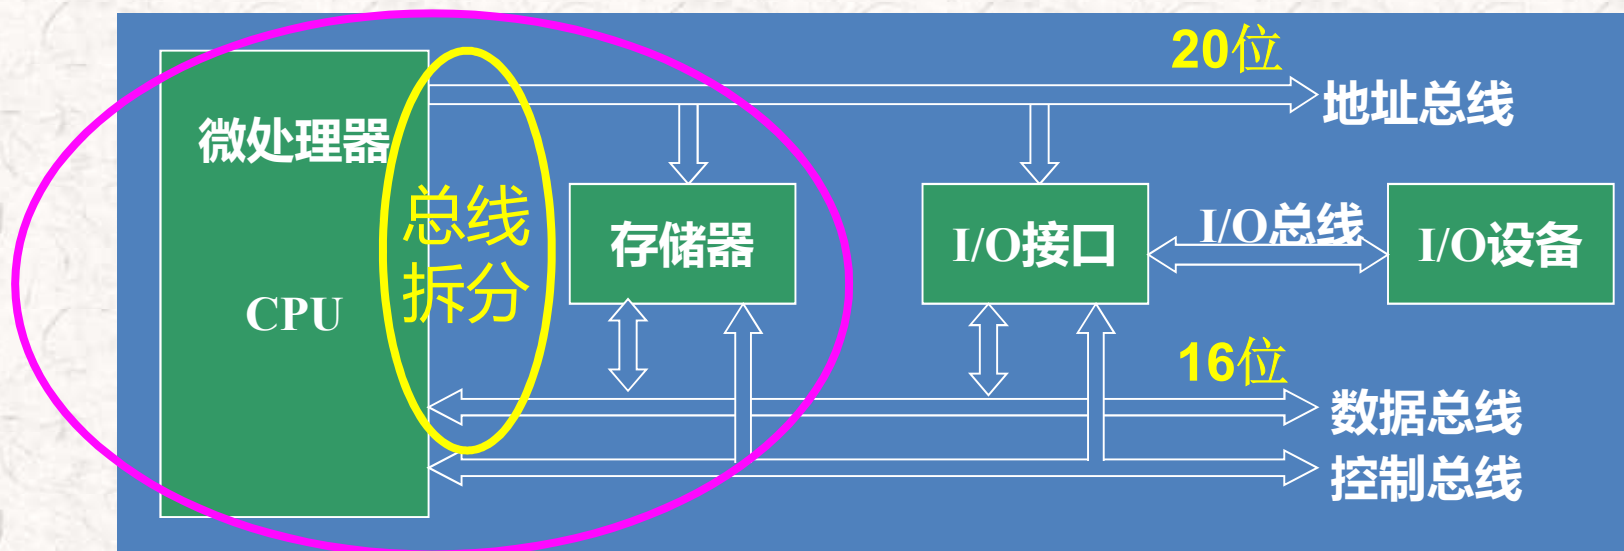 20位
地址总线
微处理器
总线
拆分
存储器
I/O接口
I/O总线
I/O设备
CPU
16位
数据总线
控制总线